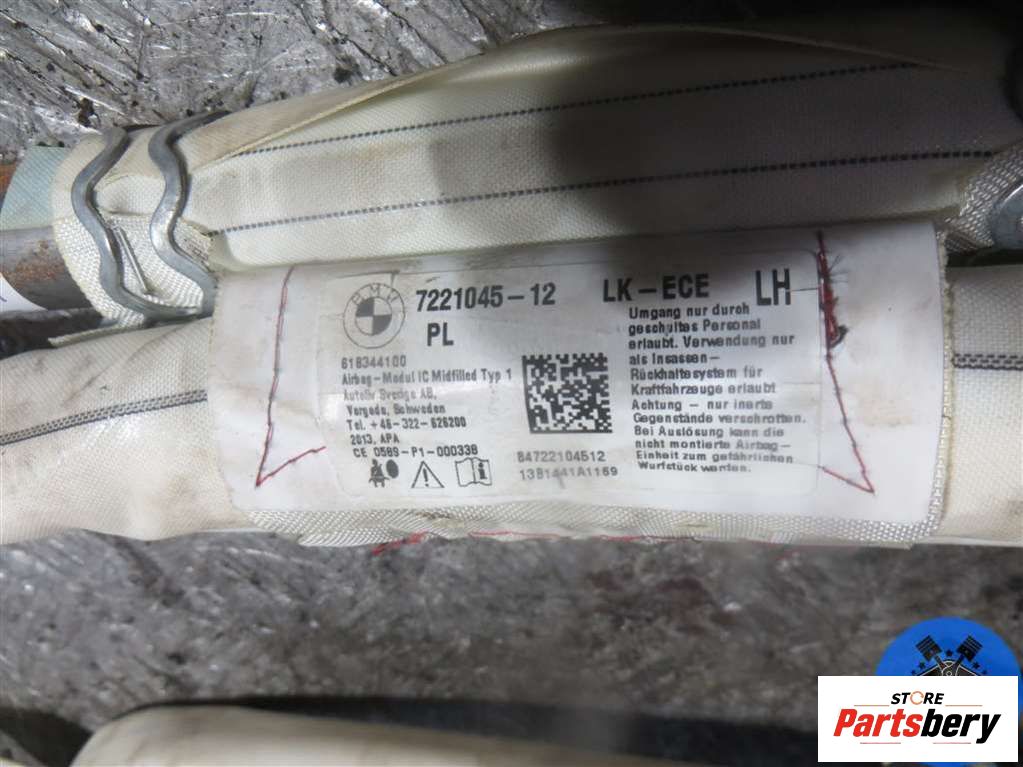 BMW
7221045-12
PL
LK-ECE
LH
618344100
Airbag-Modul IC Midfilled Typ 1
Autoliv Sverige AB,
Vargada, Schweden
Tel. +46-322-626200
2013, APA
CE 0589-P1-000338
84722104512
13B1441A1169
Umgang nur durch
geschultes Personal
erlaubt. Verwendung nur
als Insassen-
Rückhaltesystem für
Kraftfahrzeuge erlaubt
Achtung - nur inerte
Gegenstände verschrotten.
Bei Auslösung kann die
nicht montierte Airbag-
Einheit zum gefährlichen
Wurfstück werden.
STORE
Partsbery